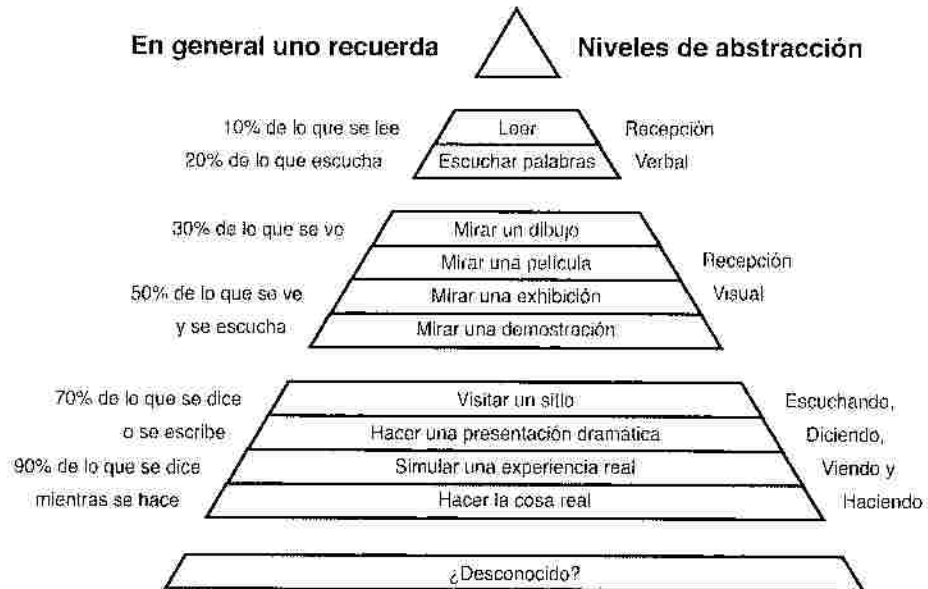 En general uno recuerda
Niveles de abstracción
10% de lo que se lee
Leer
Recepción
20% de lo que escucha
Escuchar palabras
Verbal
30% de lo que se ve
Mirar un dibujo
Mirar una película
Recepción
50% de lo que se ve
Mirar una exhibición
Visual
y se escucha
Mirar una demostración
70% de lo que se dice
Visitar un sitio
Escuchando,
o se escribe
Hacer una presentación dramática
Diciendo,
90% de lo que se dice
Simular una experiencia real
Viendo y
mientras se hace
Hacer la cosa real
Haciendo
¿Desconocido?